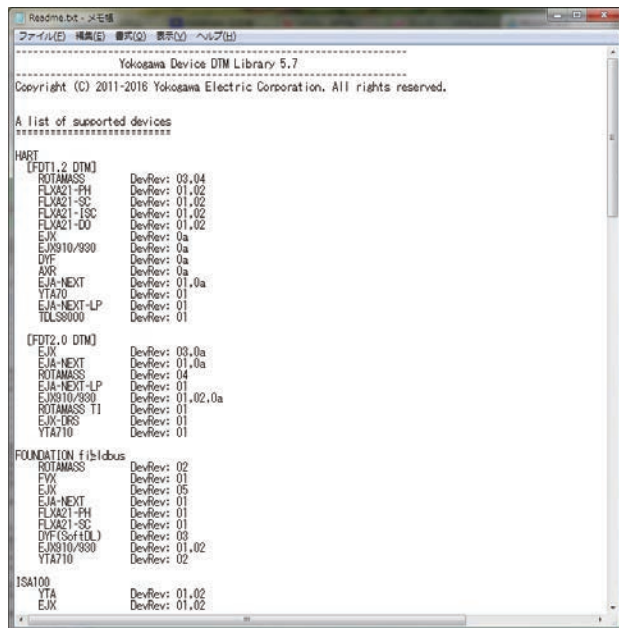 Readme.txt - メモ帳
ファイル(F) 編集(E) 書式(O) 表示(V) ヘルプ(H)
--------------------------------------------------------------------
Yokogawa Device DTM Library 5.7
--------------------------------------------------------------------
Copyright (C) 2011-2016 Yokogawa Electric Corporation. All rights reserved.
A list of supported devices
===========================
HART
[FDT1.2 DTM]
ROTAMASS DevRev: 03,04
FLXA21-PH DevRev: 01,02
FLXA21-SC DevRev: 01,02
FLXA21-ISC DevRev: 01,02
FLXA21-DO DevRev: 01,02
EJX DevRev: 0a
EJX910/930 DevRev: 0a
DYF DevRev: 0a
AXR DevRev: 0a
EJA-NEXT DevRev: 01,0a
YTA70 DevRev: 01
EJA-NEXT-LP DevRev: 01
TDLS8000 DevRev: 01
[FDT2.0 DTM]
EJX DevRev: 03,0a
EJA-NEXT DevRev: 01,0a
ROTAMASS DevRev: 04
EJA-NEXT-LP DevRev: 01
EJX910/930 DevRev: 01,02,0a
ROTAMASS TI DevRev: 01
EJX-DRS DevRev: 01
YTA710 DevRev: 01
FOUNDATION fieldbus
ROTAMASS DevRev: 02
FVX DevRev: 01
EJX DevRev: 05
EJA-NEXT DevRev: 01
FLXA21-PH DevRev: 01
FLXA21-SC DevRev: 01
DYF(SoftDL) DevRev: 03
EJX910/930 DevRev: 01,02
YTA710 DevRev: 02
ISA100
YTA DevRev: 01,02
EJX DevRev: 01,02